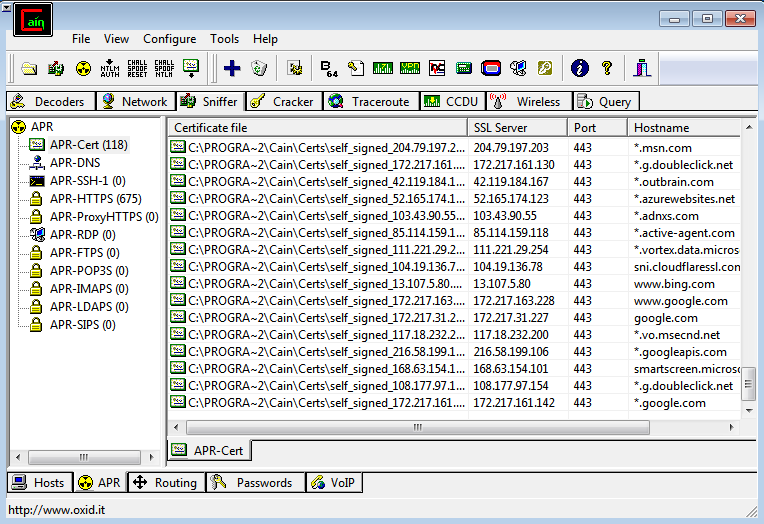 Cain
File View Configure Tools Help
NTLM AUTH CHALL SPOOF RESET CHALL SPOOF NTLM B 64
Decoders Network Sniffer Cracker Traceroute CCDU Wireless Query
APR
APR-Cert (118)
APR-DNS
APR-SSH-1 (0)
APR-HTTPS (675)
APR-ProxyHTTPS (0)
APR-RDP (0)
APR-FTPS (0)
APR-POP3S (0)
APR-IMAPS (0)
APR-LDAPS (0)
APR-SIPS (0)
Certificate file SSL Server Port Hostname
C:\PROGRA~2\Cain\Certs\self_signed_204.79.197.2... 204.79.197.203 443 *.msn.com
C:\PROGRA~2\Cain\Certs\self_signed_172.217.161.... 172.217.161.130 443 *.g.doubleclick.net
C:\PROGRA~2\Cain\Certs\self_signed_42.119.184.1... 42.119.184.167 443 *.outbrain.com
C:\PROGRA~2\Cain\Certs\self_signed_52.165.174.1... 52.165.174.123 443 *.azurewebsites.net
C:\PROGRA~2\Cain\Certs\self_signed_103.43.90.55... 103.43.90.55 443 *.adnxs.com
C:\PROGRA~2\Cain\Certs\self_signed_85.114.159.1... 85.114.159.118 443 *.active-agent.com
C:\PROGRA~2\Cain\Certs\self_signed_111.221.29.2... 111.221.29.254 443 *.vortex.data.micros
C:\PROGRA~2\Cain\Certs\self_signed_104.19.136.7... 104.19.136.78 443 sni.cloudflaressl.con
C:\PROGRA~2\Cain\Certs\self_signed_13.107.5.80.... 13.107.5.80 443 www.bing.com
C:\PROGRA~2\Cain\Certs\self_signed_172.217.163... 172.217.163.228 443 www.google.com
C:\PROGRA~2\Cain\Certs\self_signed_172.217.31.2... 172.217.31.227 443 google.com
C:\PROGRA~2\Cain\Certs\self_signed_117.18.232.2... 117.18.232.200 443 *.vo.msecnd.net
C:\PROGRA~2\Cain\Certs\self_signed_216.58.199.1... 216.58.199.106 443 *.googleapis.com
C:\PROGRA~2\Cain\Certs\self_signed_168.63.154.1... 168.63.154.101 443 smartscreen.microsc
C:\PROGRA~2\Cain\Certs\self_signed_108.177.97.1... 108.177.97.154 443 *.g.doubleclick.net
C:\PROGRA~2\Cain\Certs\self_signed_172.217.161.... 172.217.161.142 443 *.google.com
APR-Cert
Hosts APR Routing Passwords VoIP
http://www.oxid.it